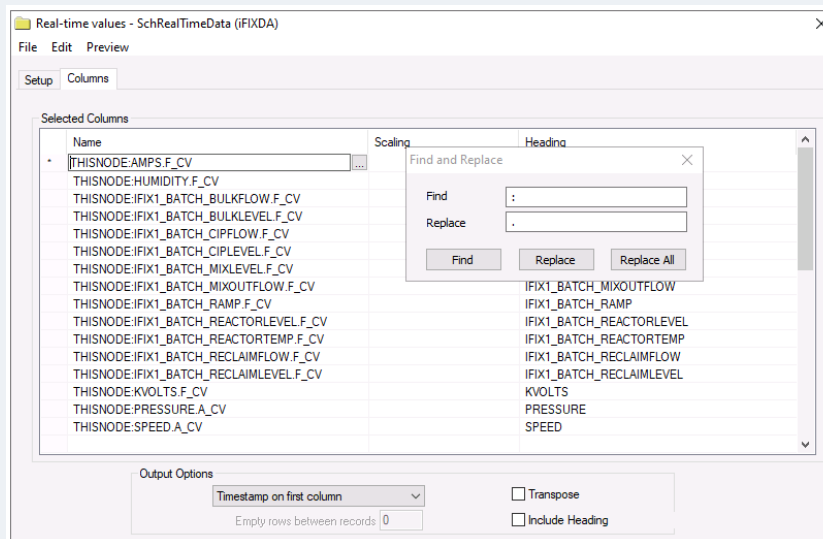 Real-time values - SchRealTimeData (iFIXDA)
File Edit Preview
Setup Columns
Selected Columns
Name Scaling Heading
* THISNODE:AMPS.F_CV ...
THISNODE:HUMIDITY.F_CV
THISNODE:IFIX1_BATCH_BULKFLOW.F_CV
THISNODE:IFIX1_BATCH_BULKLEVEL.F_CV
THISNODE:IFIX1_BATCH_CIPFLOW.F_CV
THISNODE:IFIX1_BATCH_CIPLEVEL.F_CV
THISNODE:IFIX1_BATCH_MIXLEVEL.F_CV
THISNODE:IFIX1_BATCH_MIXOUTFLOW.F_CV IFIX1_BATCH_MIXOUTFLOW
THISNODE:IFIX1_BATCH_RAMP.F_CV IFIX1_BATCH_RAMP
THISNODE:IFIX1_BATCH_REACTORLEVEL.F_CV IFIX1_BATCH_REACTORLEVEL
THISNODE:IFIX1_BATCH_REACTORTEMP.F_CV IFIX1_BATCH_REACTORTEMP
THISNODE:IFIX1_BATCH_RECLAIMFLOW.F_CV IFIX1_BATCH_RECLAIMFLOW
THISNODE:IFIX1_BATCH_RECLAIMLEVEL.F_CV IFIX1_BATCH_RECLAIMLEVEL
THISNODE:KVOLTS.F_CV KVOLTS
THISNODE:PRESSURE.A_CV PRESSURE
THISNODE:SPEED.A_CV SPEED
Find and Replace
Find :
Replace .
Find Replace Replace All
Output Options
Timestamp on first column Transpose
Empty rows between records 0 Include Heading